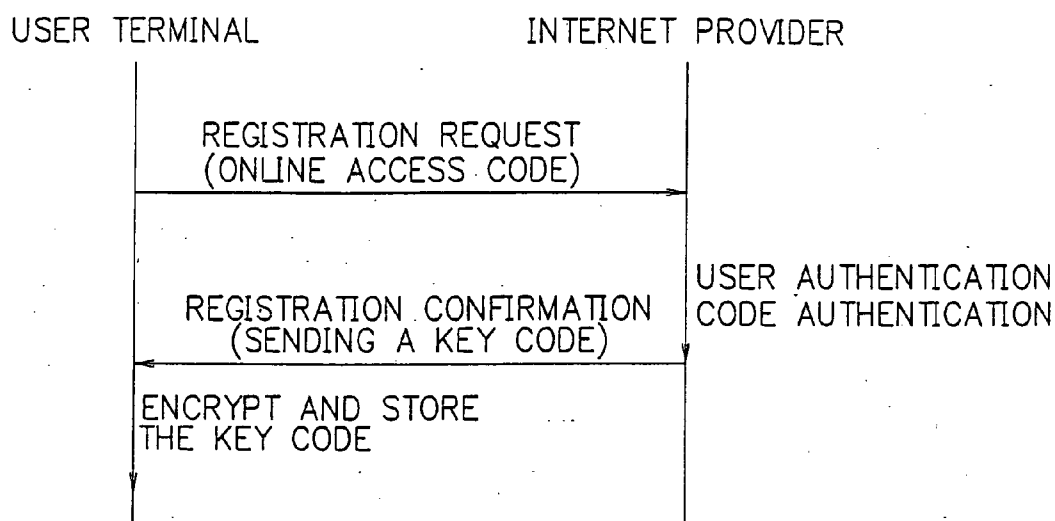 USER TERMINAL
INTERNET PROVIDER
REGISTRATION REQUEST
(ONLINE ACCESS CODE)
USER AUTHENTICATION
CODE AUTHENTICATION
REGISTRATION CONFIRMATION
(SENDING A KEY CODE)
ENCRYPT AND STORE
THE KEY CODE